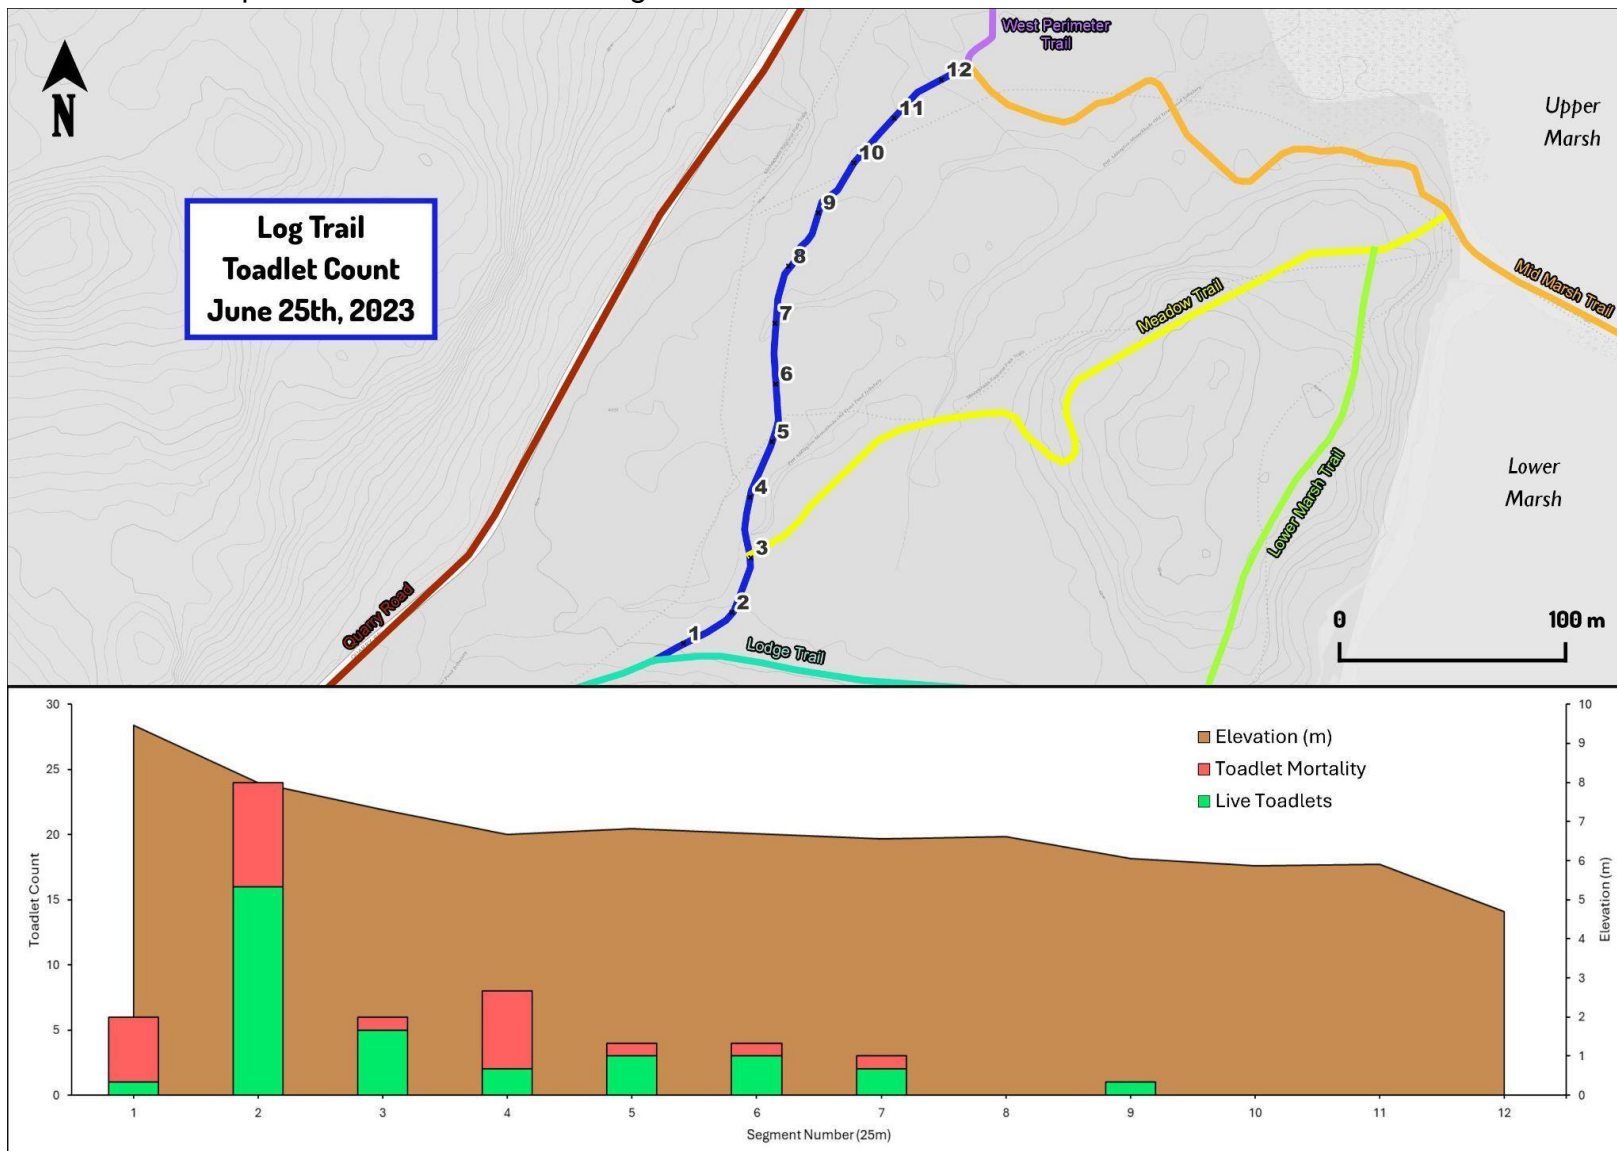 West Perimeter
Trail
N
12
11
10
9
8
7
6
5
4
3
2
1
Upper
Marsh
Log Trail
Toadlet Count
June 25th, 2023
Meadow Trail
Mid Marsh Trail
Lower
Marsh
Lower Marsh Trail
Quarry Road
Lodge Trail
0 100 m
30
25
20
15
10
5
0
Toadlet Count
Elevation (m)
Toadlet Mortality
Live Toadlets
10
9
8
7
6
5
4
3
2
1
0
Elevation (m)
1 2 3 4 5 6 7 8 9 10 11 12
Segment Number (25m)